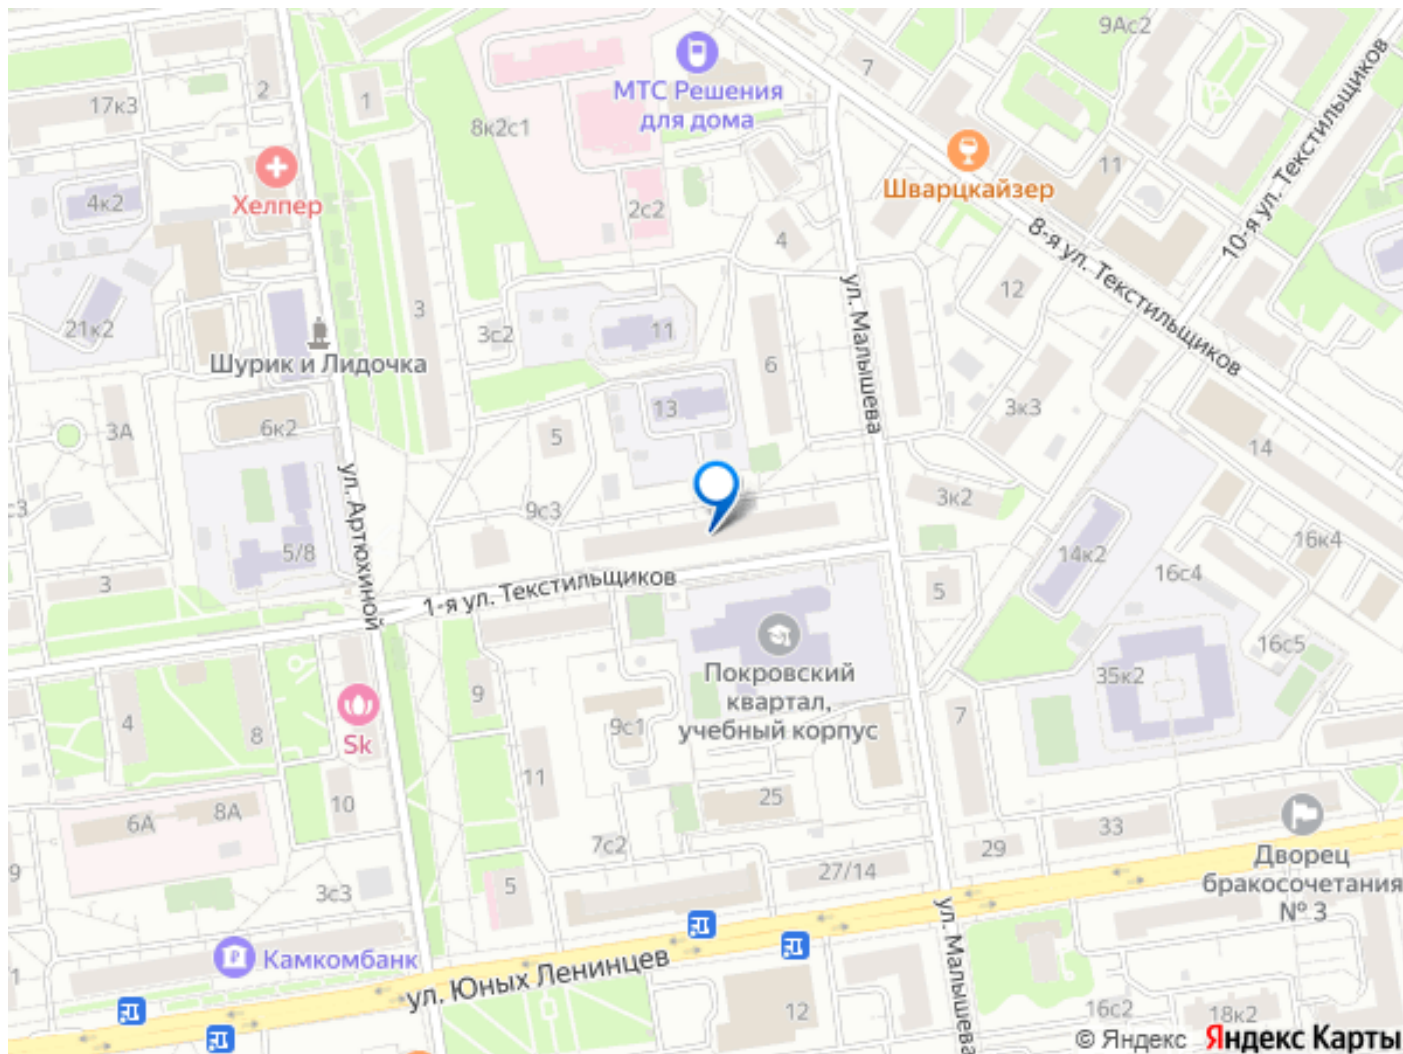 9Ас2
7
МТС Решения
для дома
2
1
17к3
8к2с1
10-я ул. Текстильщиков
Шварцкайзер
11
Хелпер
4к2
2с2
4
8-я ул. Текстильщиков
12
ул. Малышева
3
21к2
3с2
11
Шурик и Лидочка
6
13
3к3
3А
6к2
5
14
ул. Артюхиной
3к2
9с3
16к4
5/8
14к2
16с4
3
1-я ул. Текстильщиков
5
16с5
Покровский
квартал,
учебный корпус
35к2
9
4
8
9с1
7
Sk
11
25
10
6А
8А
33
7с2
29
27/14
Дворец
бракосочетания
№ 3
9
3с3
5
ул. Малышева
Камкомбанк
ул. Юных Ленинцев
1
12
16с2
18к2
© Яндекс Яндекс Карты